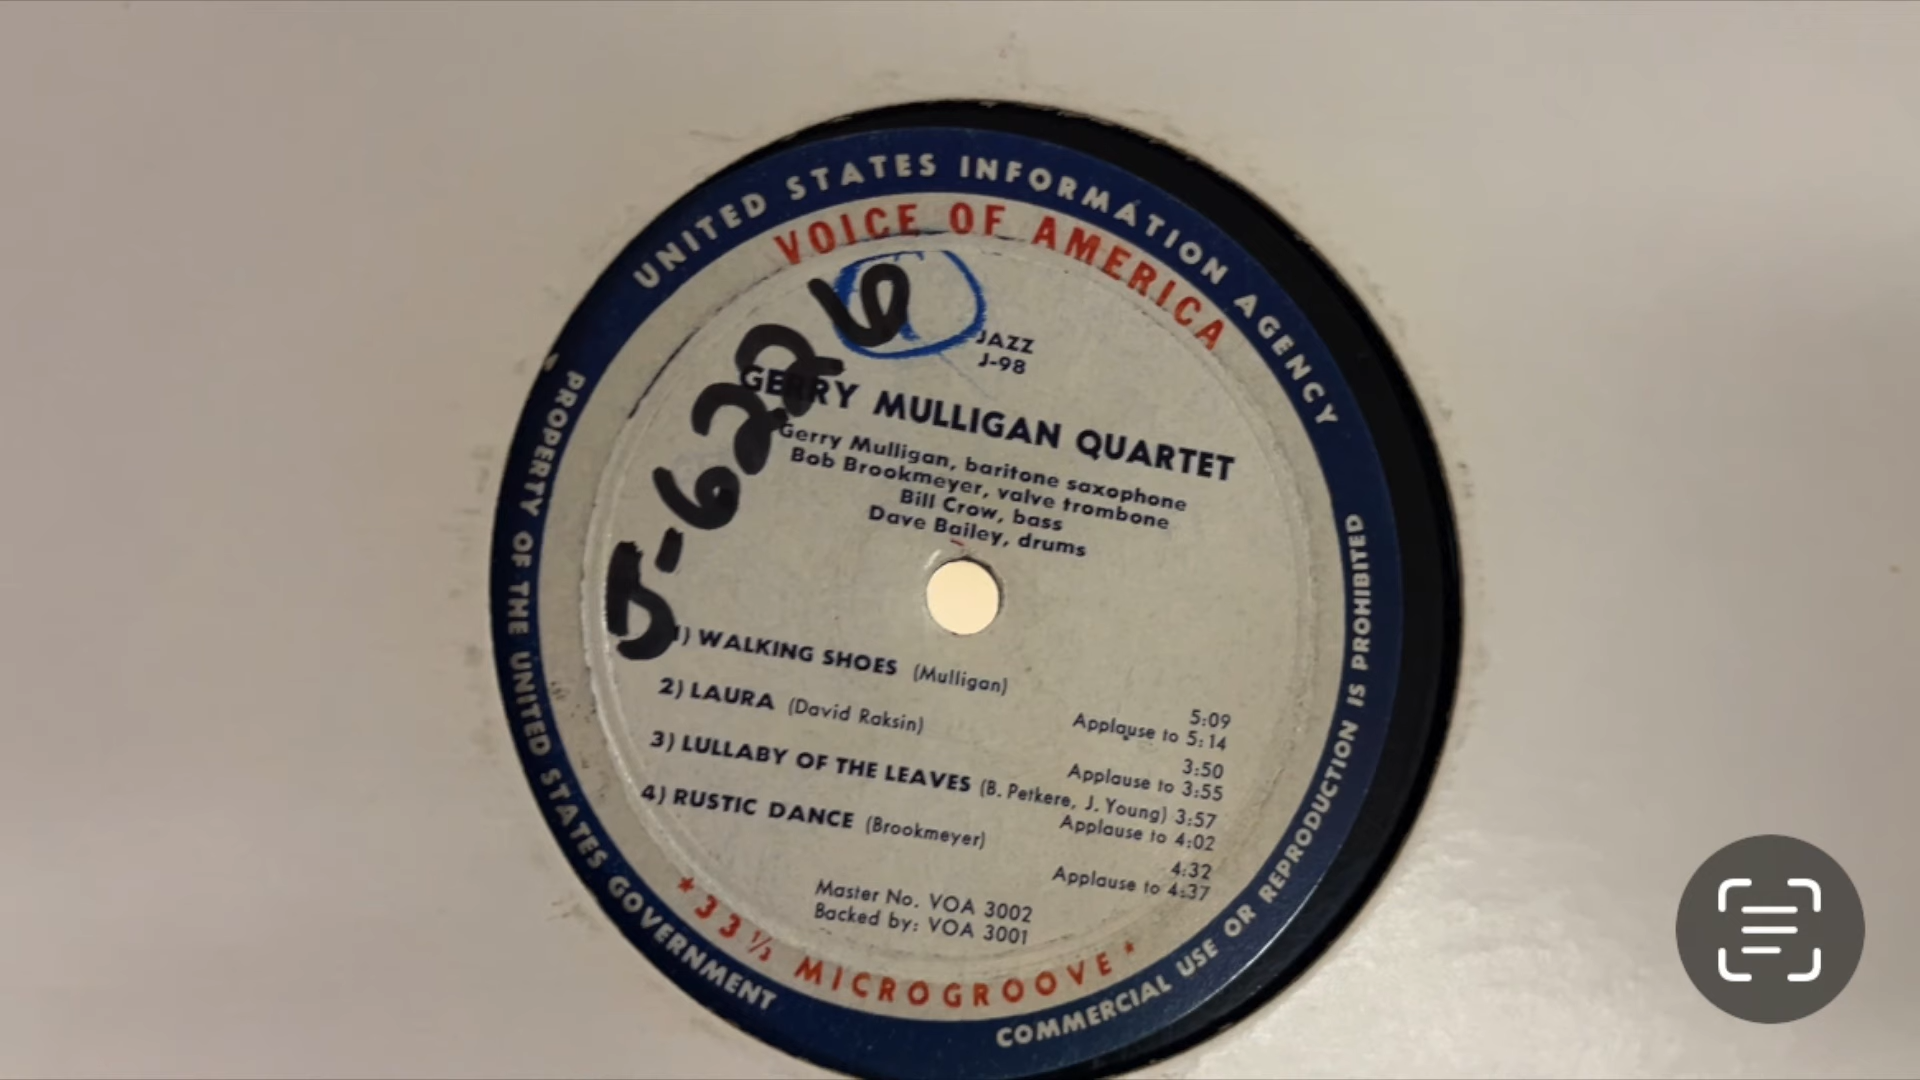 UNITED STATES INFORMATION AGENCY
VOICE OF AMERICA
J-6226
JAZZ
J-98
GERRY MULLIGAN QUARTET
Gerry Mulligan, baritone saxophone
Bob Brookmeyer, valve trombone
Bill Crow, bass
Dave Bailey, drums
1) WALKING SHOES (Mulligan) 5:09
Applause to 5:14
2) LAURA (David Raksin) 3:50
Applause to 3:55
3) LULLABY OF THE LEAVES (B. Petkere, J. Young) 3:57
Applause to 4:02
4) RUSTIC DANCE (Brookmeyer) 4:32
Applause to 4:37
Master No. VOA 3002
Backed by: VOA 3001
★ 33⅓ MICROGROOVE ★
PROPERTY OF THE UNITED STATES GOVERNMENT
COMMERCIAL USE OR REPRODUCTION IS PROHIBITED